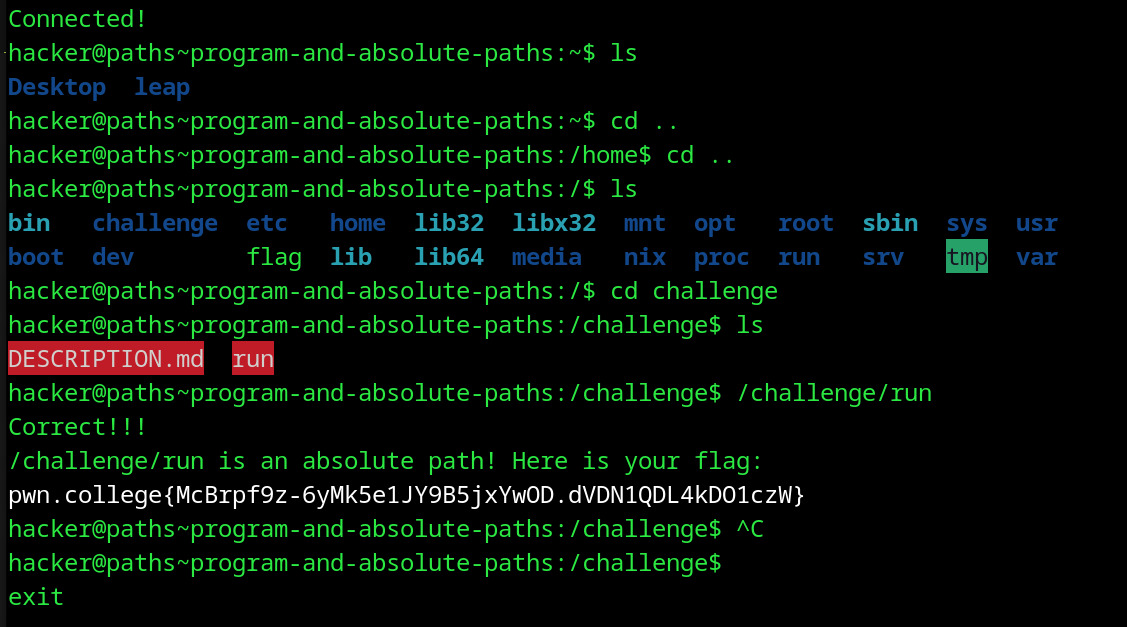 Connected!
hacker@paths~program-and-absolute-paths:~$ ls
Desktop  leap
hacker@paths~program-and-absolute-paths:~$ cd ..
hacker@paths~program-and-absolute-paths:/home$ cd ..
hacker@paths~program-and-absolute-paths:/$ ls
bin   challenge  etc   home  lib32  libx32  mnt  opt   root  sbin  sys  usr
boot  dev        flag  lib   lib64  media   nix  proc  run   srv   tmp  var
hacker@paths~program-and-absolute-paths:/$ cd challenge
hacker@paths~program-and-absolute-paths:/challenge$ ls
DESCRIPTION.md  run
hacker@paths~program-and-absolute-paths:/challenge$ /challenge/run
Correct!!!
/challenge/run is an absolute path! Here is your flag:
pwn.college{McBrpf9z-6yMk5e1JY9B5jxYwOD.dVDN1QDL4kDO1czW}
hacker@paths~program-and-absolute-paths:/challenge$ ^C
hacker@paths~program-and-absolute-paths:/challenge$
exit